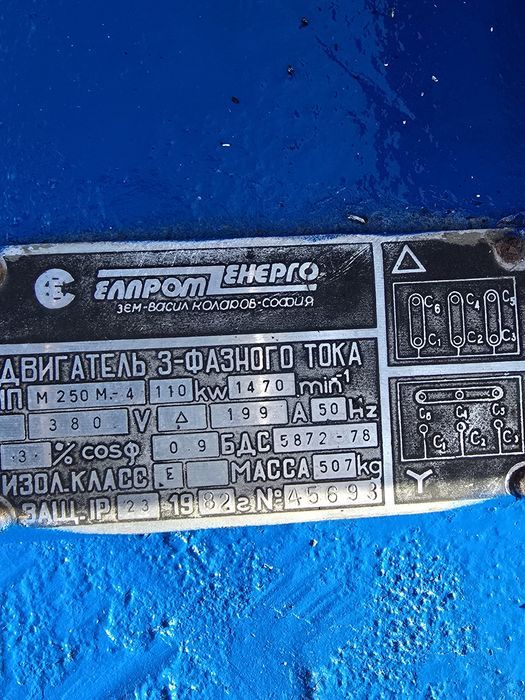 ЕЛПРОМ ЕНЕРГО
ЗЕМ-ВАСИЛ КОЛАРОВ-СОФИЯ
ДВИГАТЕЛЬ 3-ФАЗНОГО ТОКА
ИП М 250 М.-4 110 kw 1470 min-1
380 V △ 199 A 50 Hz
.3. % cosφ 0.9 БДС 5872-78
ИЗОЛ.КЛАСС E МАССА 507 kg
ЗАЩ. IP 23 1982 г № 45693
△
C6 C4 C5
C1 C2 C3
C6 C4 C5
C1 C2 C3
Y